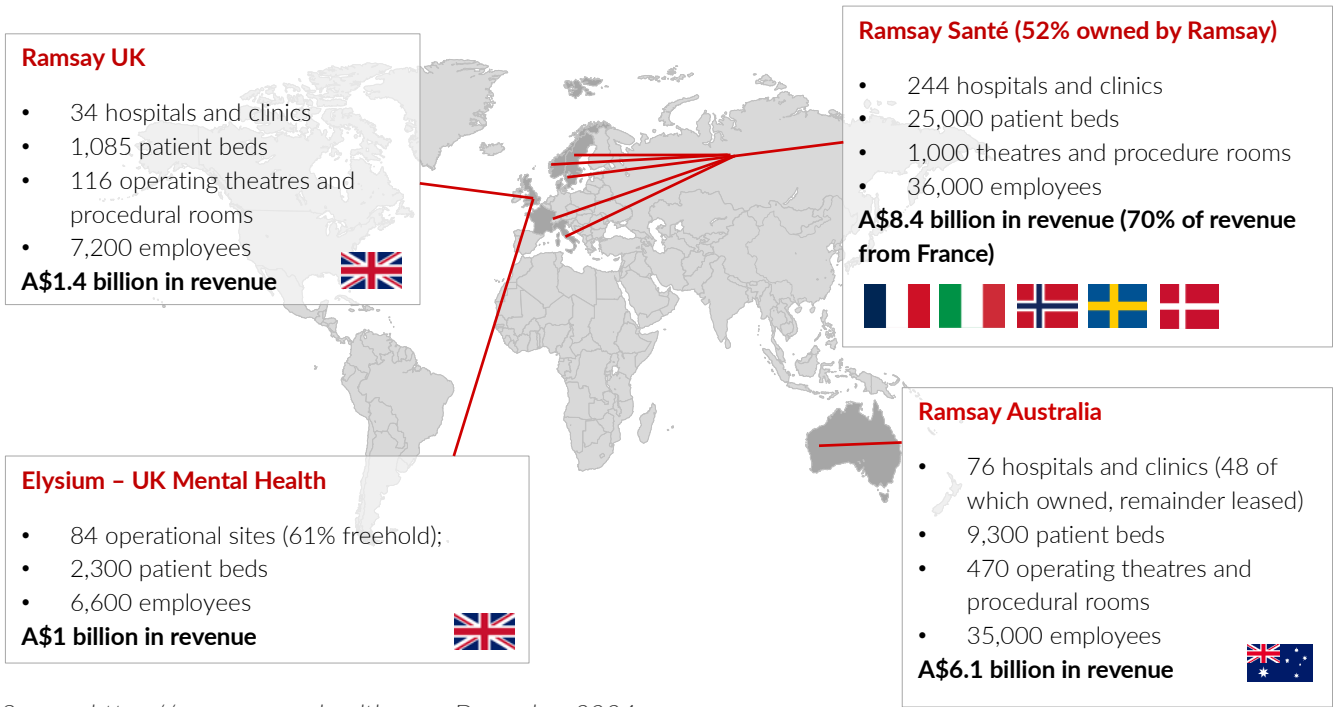 Ramsay UK
• 34 hospitals and clinics
• 1,085 patient beds
• 116 operating theatres and
procedural rooms
• 7,200 employees
A$1.4 billion in revenue
Ramsay Santé (52% owned by Ramsay)
• 244 hospitals and clinics
• 25,000 patient beds
• 1,000 theatres and procedure rooms
• 36,000 employees
A$8.4 billion in revenue (70% of revenue
from France)
Elysium – UK Mental Health
• 84 operational sites (61% freehold);
• 2,300 patient beds
• 6,600 employees
A$1 billion in revenue
Ramsay Australia
• 76 hospitals and clinics (48 of
which owned, remainder leased)
• 9,300 patient beds
• 470 operating theatres and
procedural rooms
• 35,000 employees
A$6.1 billion in revenue